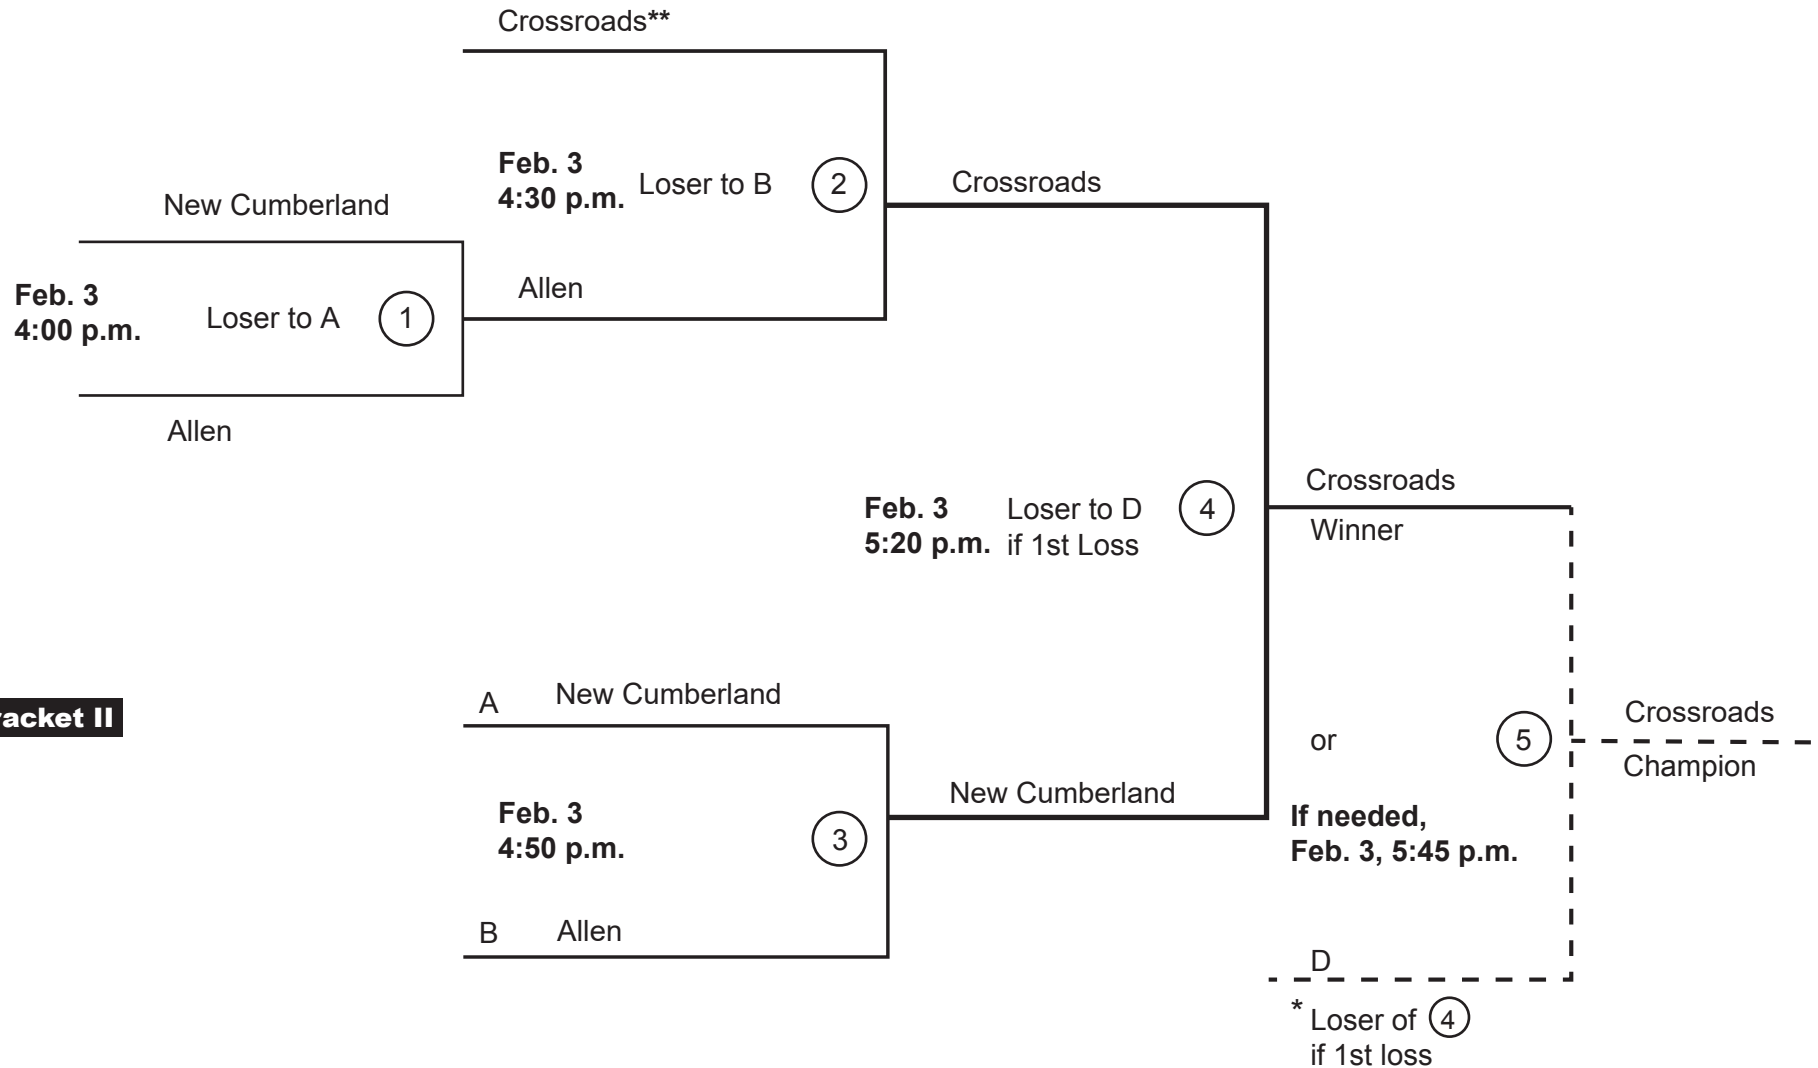 Crossroads**
Feb. 3
4:30 p.m.
Loser to B
2
Crossroads
New Cumberland
Feb. 3
4:00 p.m.
Loser to A
1
Allen
Allen
Feb. 3
5:20 p.m.
Loser to D
if 1st Loss
4
Crossroads
Winner
racket II
A New Cumberland
Feb. 3
4:50 p.m.
3
New Cumberland
B Allen
or
5
If needed,
Feb. 3, 5:45 p.m.
Crossroads
Champion
D
* Loser of 4
if 1st loss